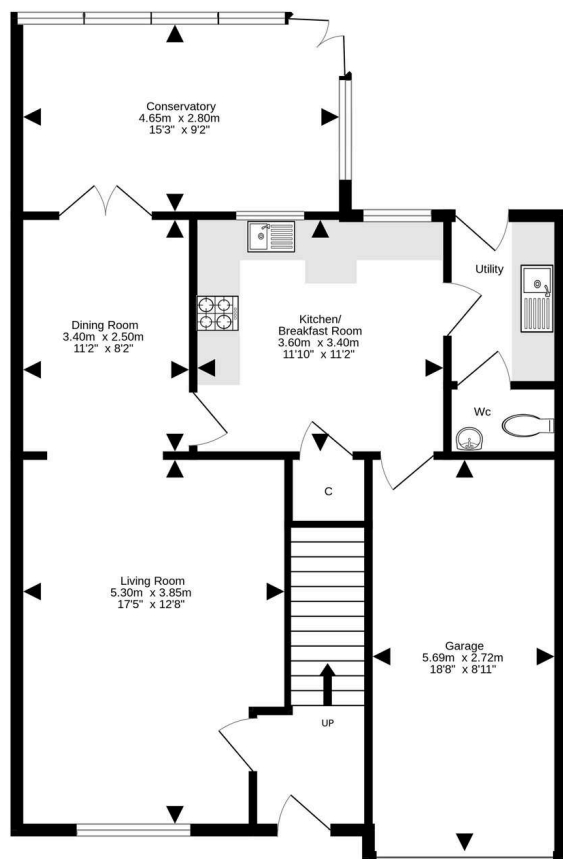 Conservatory
4.65m x 2.80m
15'3" x 9'2"
Dining Room
3.40m x 2.50m
11'2" x 8'2"
Kitchen/
Breakfast Room
3.60m x 3.40m
11'10" x 11'2"
Utility
Wc
C
Living Room
5.30m x 3.85m
17'5" x 12'8"
Garage
5.69m x 2.72m
18'8" x 8'11"
UP